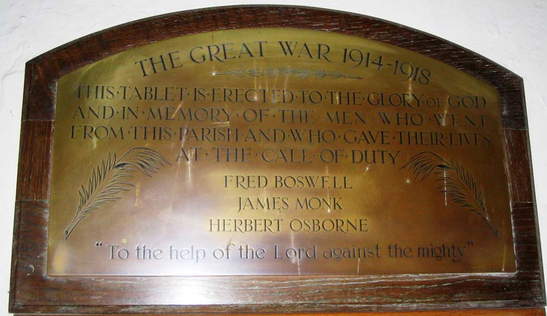 THE GREAT WAR 1914-1918
THIS·TABLET·IS·ERECTED·TO·THE·GLORY·OF·GOD
AND·IN·MEMORY·OF·THE·MEN·WHO·WENT
FROM·THIS·PARISH·AND·WHO·GAVE·THEIR·LIVES
AT·THE·CALL·OF·DUTY
FRED BOSWELL
JAMES MONK
HERBERT OSBORNE
"To the help of the Lord against the mighty"